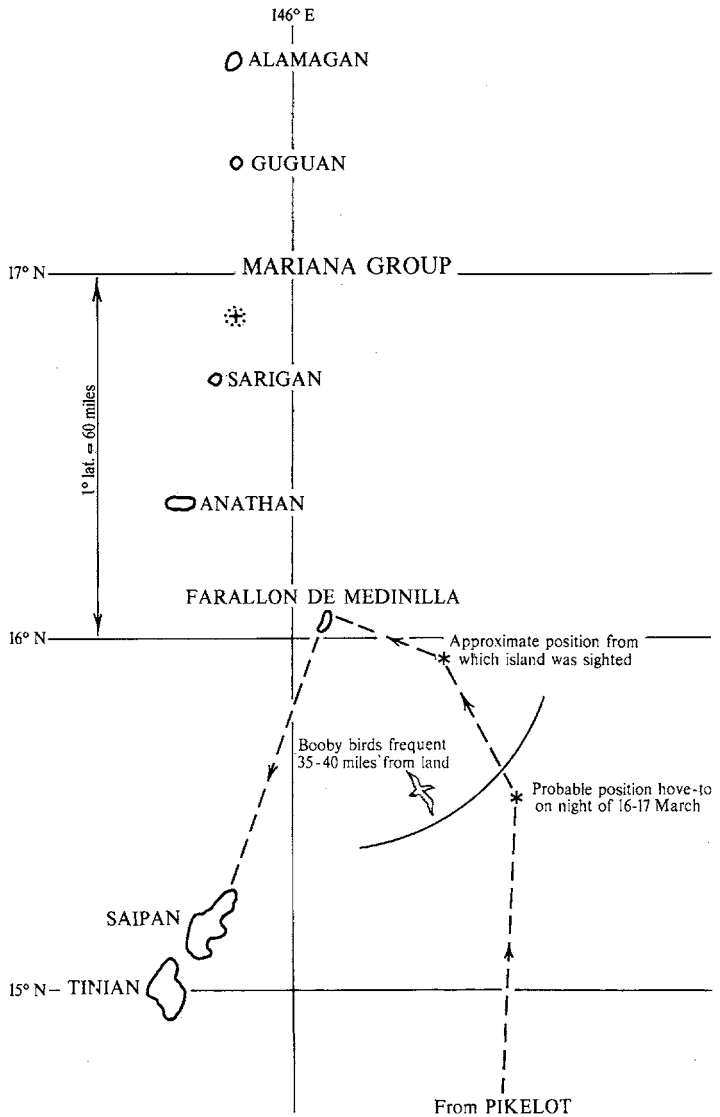 146° E
ALAMAGAN
GUGUAN
17° N
MARIANA GROUP
SARIGAN
1° lat. = 60 miles
ANATHAN
FARALLON DE MEDINILLA
16° N
Approximate position from
which island was sighted
Booby birds frequent
35-40 miles from land
Probable position hove-to
on night of 16-17 March
SAIPAN
15° N
TINIAN
From PIKELOT